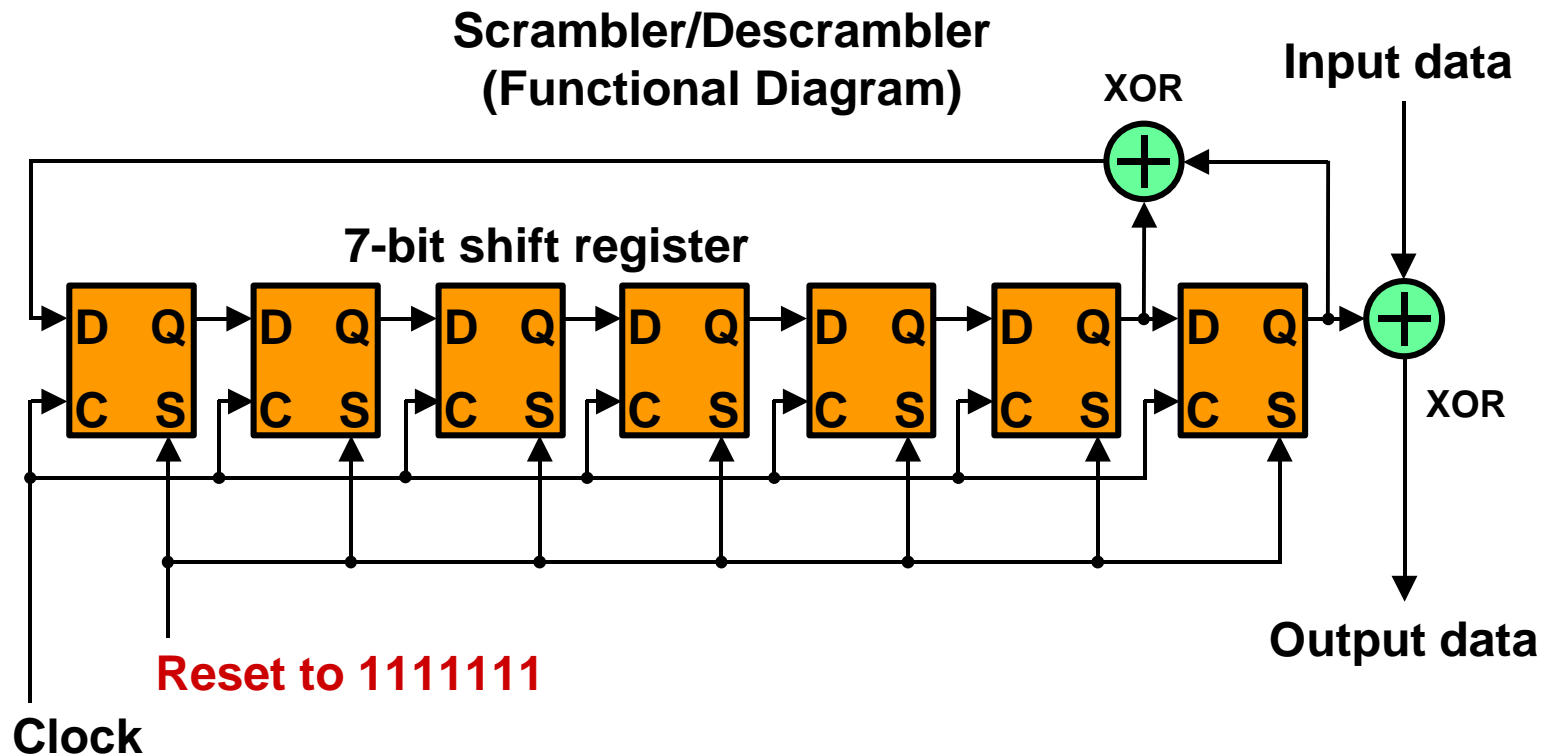 Scrambler/Descrambler
(Functional Diagram)
XOR
Input data
7-bit shift register
D Q D Q D Q D Q D Q D Q D Q
C S C S C S C S C S C S C S
XOR
Output data
Reset to 1111111
Clock